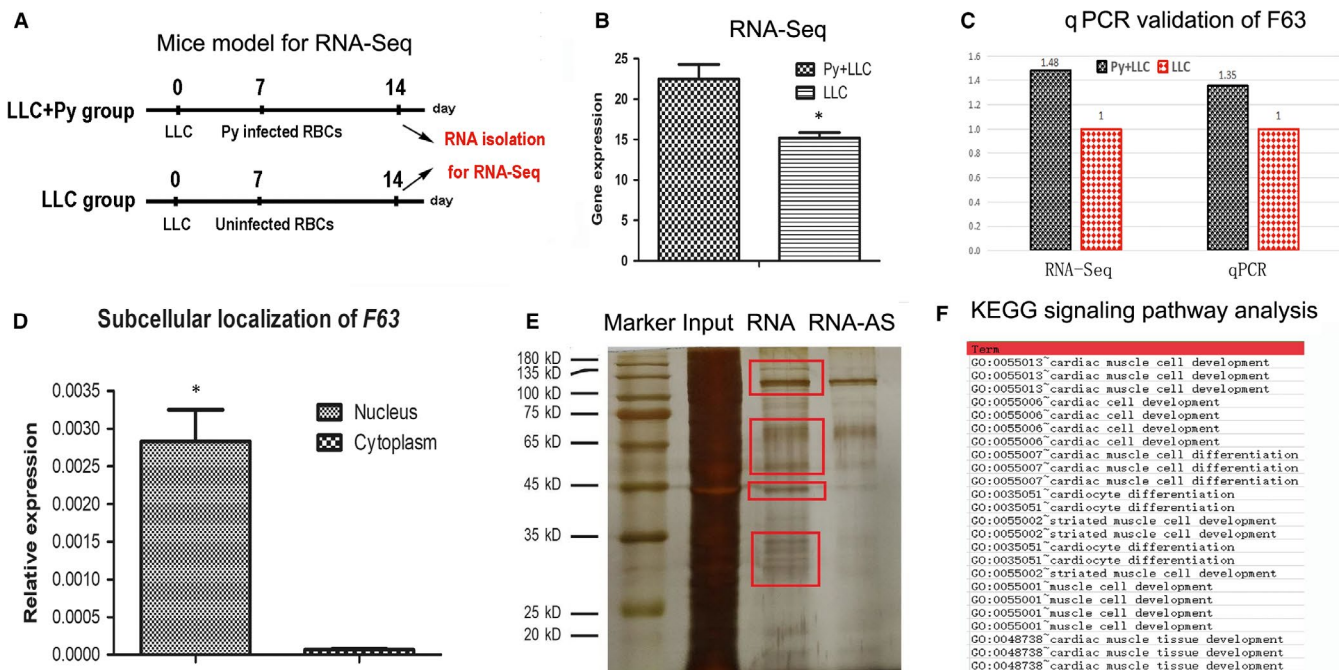 A
Mice model for RNA-Seq
0 7 14
LLC+Py group day
LLC Py infected RBCs
RNA isolation
for RNA-Seq
0 7 14
LLC group day
LLC Uninfected RBCs
B
RNA-Seq
Gene expression
25
20
15
10
5
0
Py+LLC
LLC
*
C
qPCR validation of F63
1.6
1.4
1.2
1.0
0.8
0.6
0.4
0.2
0.0
Py+LLC LLC
1.48
1
1.35
1
RNA-Seq qPCR
D
Subcellular localization of F63
Relative expression
0.0035
0.0030
0.0025
0.0020
0.0015
0.0010
0.0005
0.0000
*
Nucleus
Cytoplasm
E
Marker Input RNA RNA-AS
180 kD
135 kD
100 kD
75 kD
65 kD
45 kD
35 kD
25 kD
20 kD
F
KEGG signaling pathway analysis
Term
GO:0055013~cardiac muscle cell development
GO:0055013~cardiac muscle cell development
GO:0055013~cardiac muscle cell development
GO:0055006~cardiac cell development
GO:0055006~cardiac cell development
GO:0055006~cardiac cell development
GO:0055006~cardiac cell development
GO:0055007~cardiac muscle cell differentiation
GO:0055007~cardiac muscle cell differentiation
GO:0055007~cardiac muscle cell differentiation
GO:0035051~cardiocyte differentiation
GO:0035051~cardiocyte differentiation
GO:0055002~striated muscle cell development
GO:0055002~striated muscle cell development
GO:0035051~cardiocyte differentiation
GO:0035051~cardiocyte differentiation
GO:0055002~striated muscle cell development
GO:0055001~muscle cell development
GO:0055001~muscle cell development
GO:0055001~muscle cell development
GO:0055001~muscle cell development
GO:0048738~cardiac muscle tissue development
GO:0048738~cardiac muscle tissue development
GO:0048738~cardiac muscle tissue development